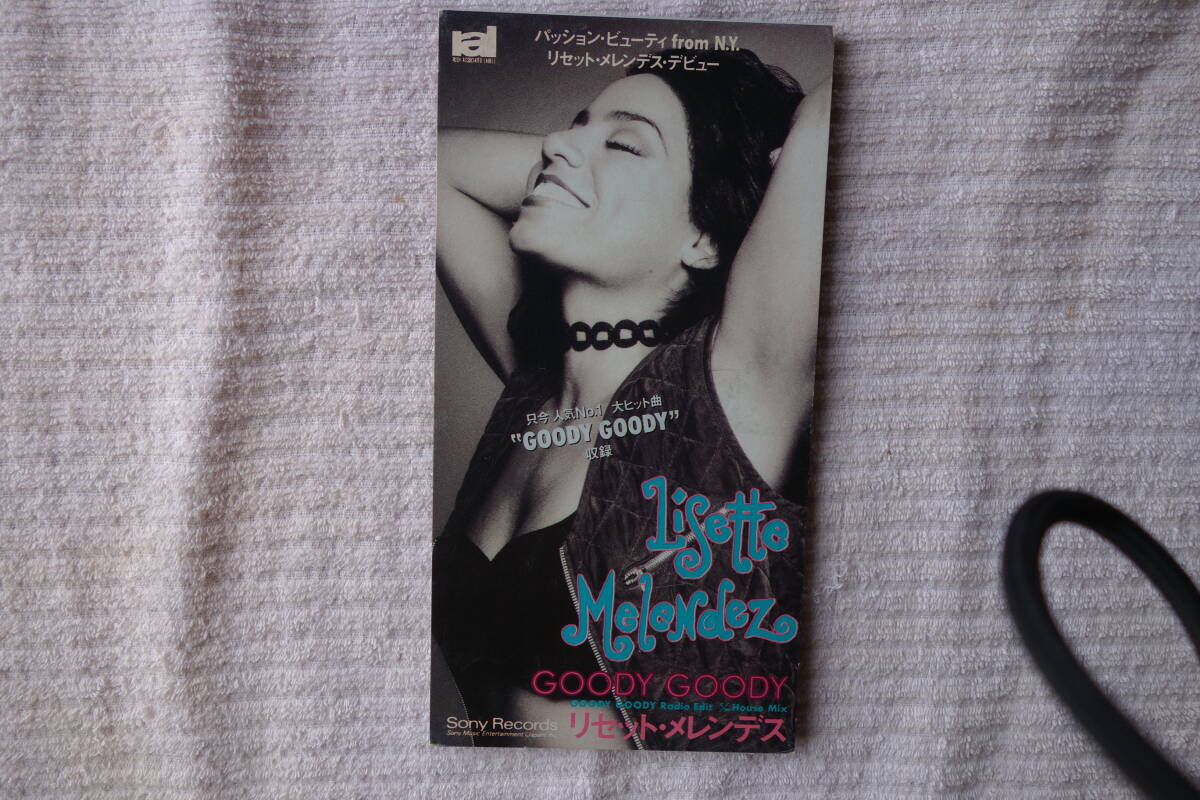 パッション・ビューティ from N.Y.
リセット・メレンデス・デビュー
只今 人気No.1 大ヒット曲
“GOODY GOODY”
収録
Lisette
Melendez
GOODY GOODY
GOODY GOODY Radio Edit ╱ House Mix
リセット・メレンデス
Sony Records
Sony Music Entertainment (Japan) Inc.